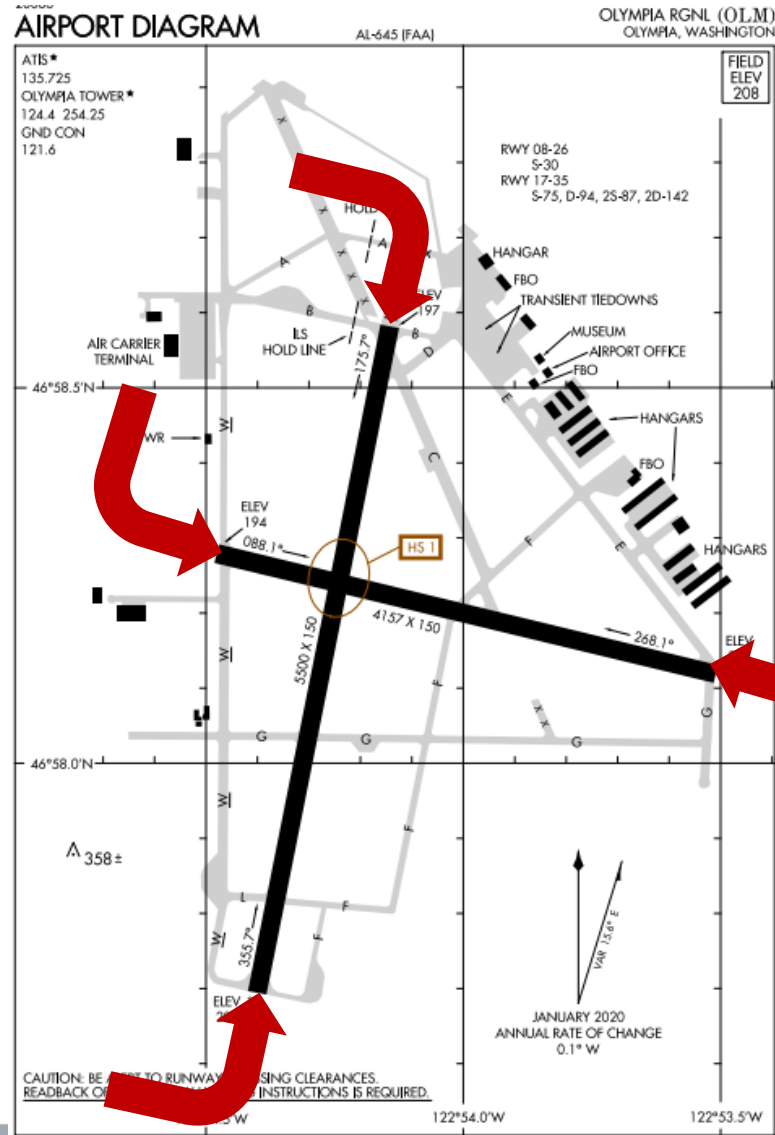 AIRPORT DIAGRAM
AL-645 (FAA)
OLYMPIA RGNL (OLM)
OLYMPIA, WASHINGTON
ATIS★
135.725
OLYMPIA TOWER★
124.4 254.25
GND CON
121.6
FIELD
ELEV
208
RWY 08-26
S-30
RWY 17-35
S-75, D-94, 2S-87, 2D-142
X
X
X
X
X
HOLD
A
A
HANGAR
FBO
TRANSIENT TIEDOWNS
197
B
B
D
ILS
HOLD LINE
175.7°
MUSEUM
AIRPORT OFFICE
FBO
AIR CARRIER
TERMINAL
46°58.5'N
E
W
WR
C
HANGARS
FBO
ELEV
194
088.1°
HS 1
F
E
HANGARS
4157 X 150
5500 X 150
268.1°
ELEV
W
F
G
G
G
G
X X
46°58.0'N
W
F
358±
L
F
W
F
355.7°
ELEV
VAR 15.6° E
JANUARY 2020
ANNUAL RATE OF CHANGE
0.1° W
CAUTION: BE RT TO RUNWAY SING CLEARANCES.
READBACK O INSTRUCTIONS IS REQUIRED.
5'W
122°54.0'W
122°53.5'W